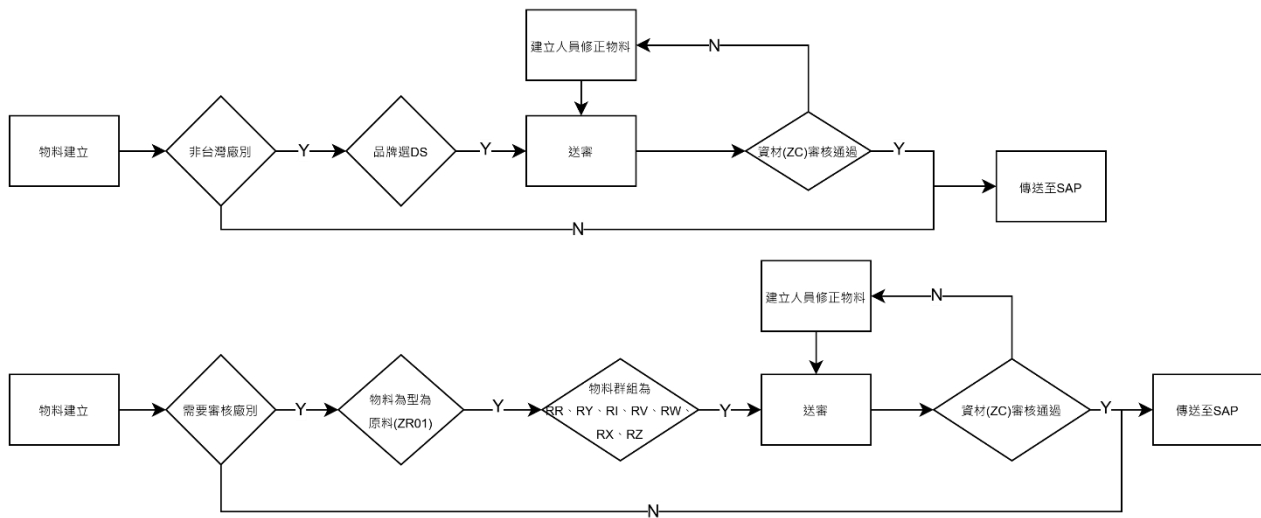 建立人員修正物料
N
物料建立
非台灣廠別
Y
品牌選DS
Y
送審
資材(ZC)審核通過
Y
傳送至SAP
N
建立人員修正物料
N
物料建立
需要審核廠別
Y
物料為型為
原料(ZR01)
Y
物料群組為
RR、RY、RI、RV、RW、
RX、RZ
Y
送審
資材(ZC)審核通過
Y
傳送至SAP
N